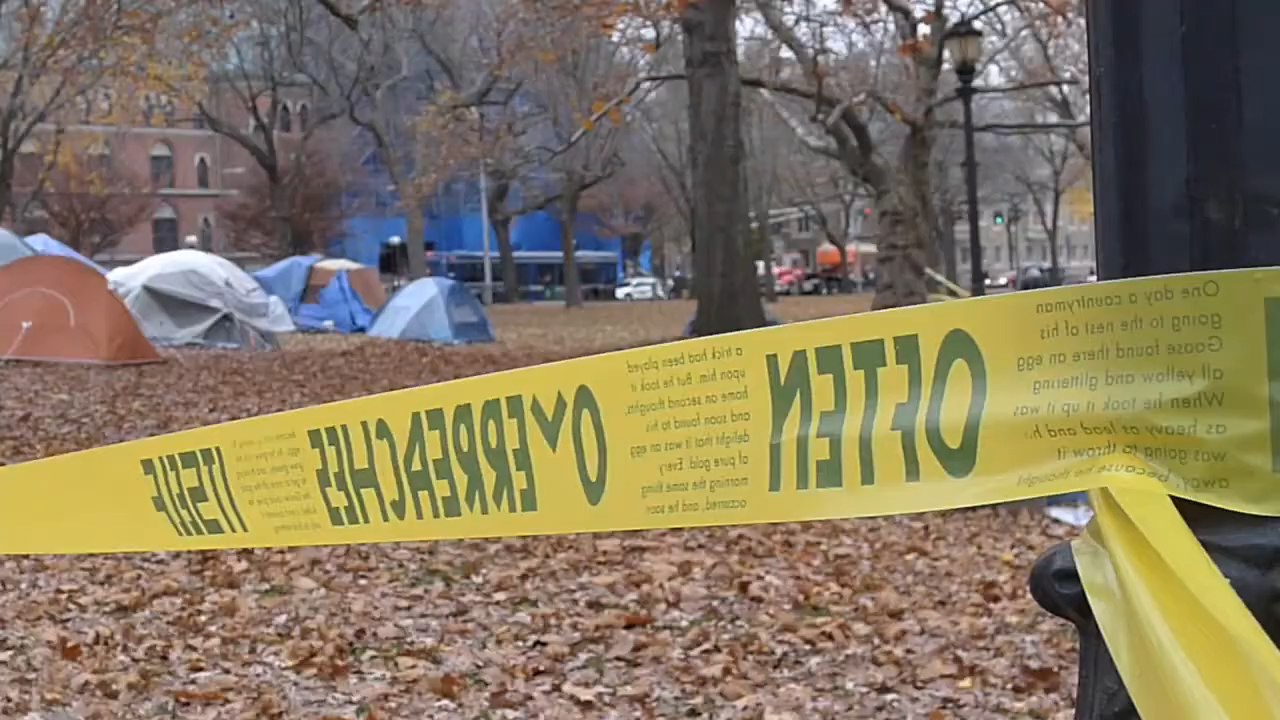 One day a countryman
going to the nest of his
Goose found there an egg
all yellow and glittering
When he took it up it was
as heavy as lead and h
was going to throw it
away, because he thought
OFTEN
a trick had been played
upon him. But he took it
home on second thoughts,
and soon found to his
delight that it was an egg
of pure gold. Every
morning the same thing
occurred, and he soon
OVERREACHES
ITSELF